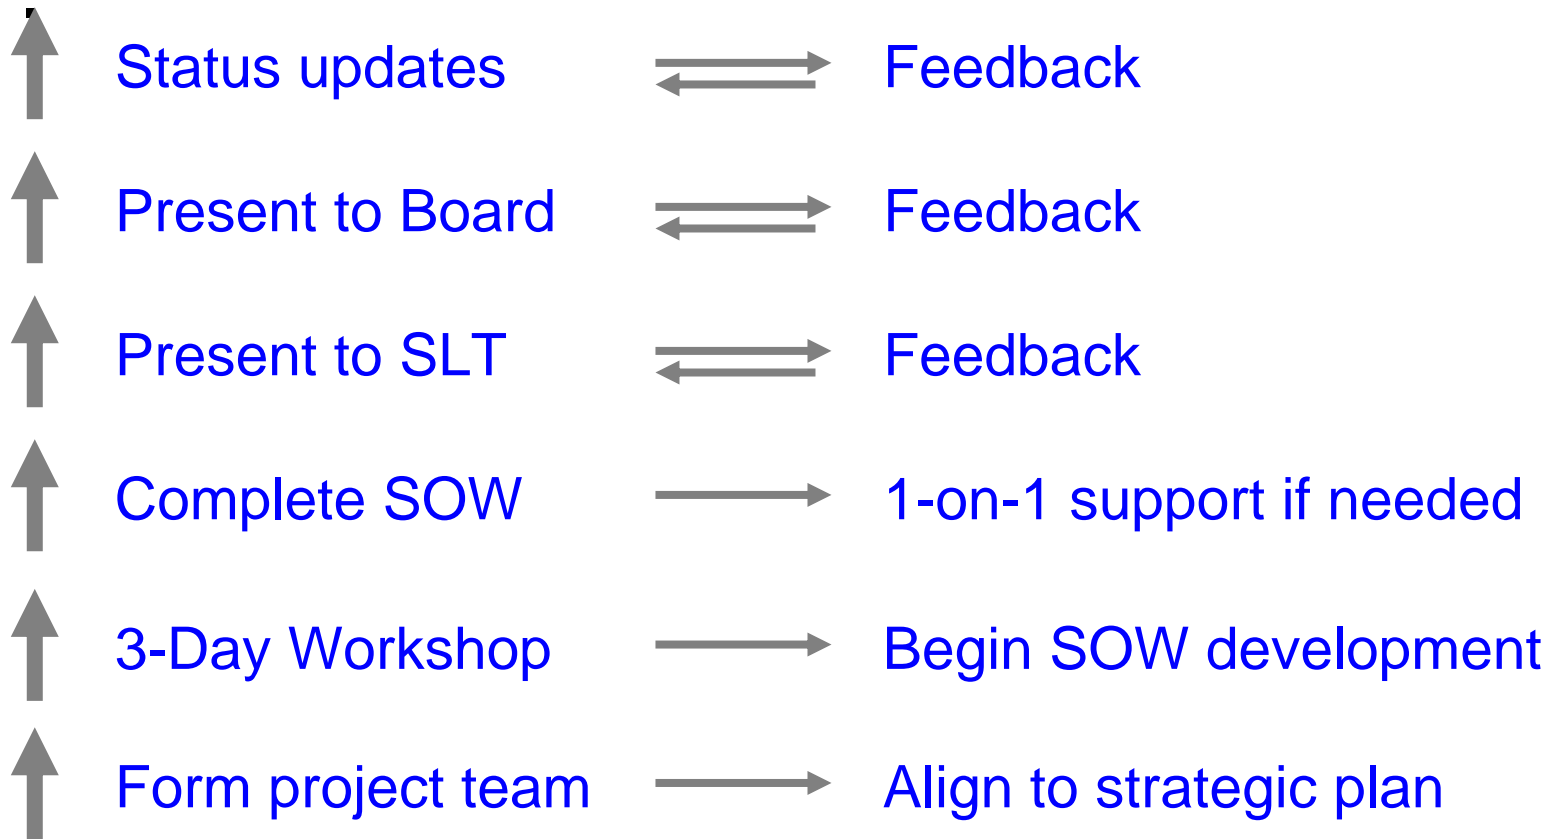 Status updates Feedback
Present to Board Feedback
Present to SLT Feedback
Complete SOW 1-on-1 support if needed
3-Day Workshop Begin SOW development
Form project team Align to strategic plan